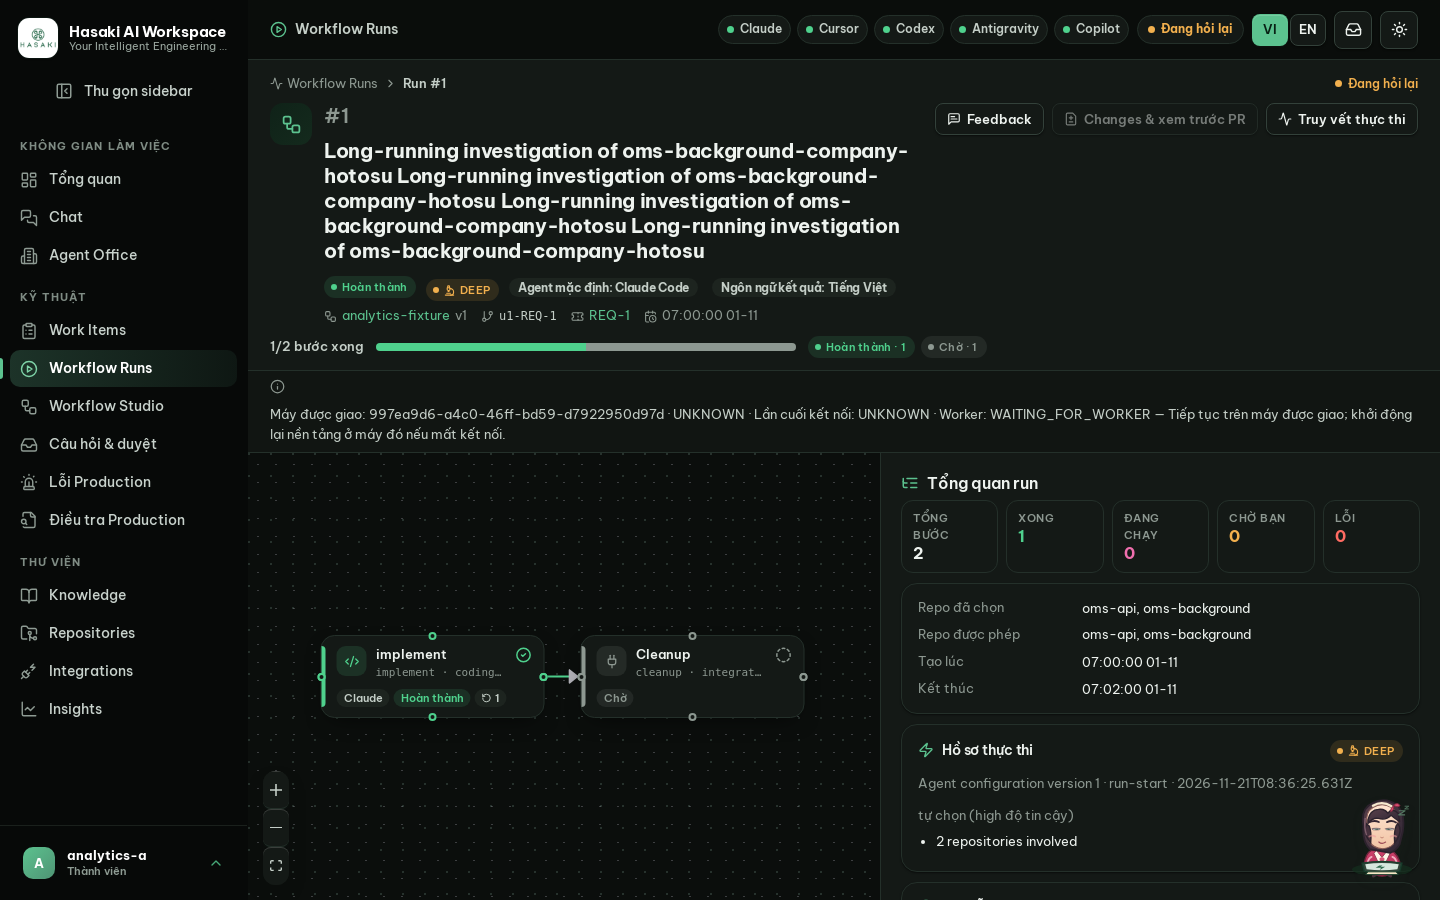 HASAKI
Hasaki AI Workspace
Your Intelligent Engineering ...
Thu gọn sidebar
KHÔNG GIAN LÀM VIỆC
Tổng quan
Chat
Agent Office
KỸ THUẬT
Work Items
Workflow Runs
Workflow Studio
Câu hỏi & duyệt
Lỗi Production
Điều tra Production
THƯ VIỆN
Knowledge
Repositories
Integrations
Insights
A
analytics-a
Thành viên
Workflow Runs
Claude
Cursor
Codex
Antigravity
Copilot
Đang hỏi lại
VI
EN
Workflow Runs > Run #1
Đang hỏi lại
#1
Feedback
Changes & xem trước PR
Truy vết thực thi
Long-running investigation of oms-background-company-
hotosu Long-running investigation of oms-background-
company-hotosu Long-running investigation of oms-
background-company-hotosu Long-running investigation
of oms-background-company-hotosu
Hoàn thành
DEEP
Agent mặc định: Claude Code
Ngôn ngữ kết quả: Tiếng Việt
analytics-fixture v1
u1-REQ-1
REQ-1
07:00:00 01-11
1/2 bước xong
Hoàn thành · 1
Chờ · 1
Máy được giao: 997ea9d6-a4c0-46ff-bd59-d7922950d97d · UNKNOWN · Lần cuối kết nối: UNKNOWN · Worker: WAITING_FOR_WORKER — Tiếp tục trên máy được giao; khởi động
lại nền tảng ở máy đó nếu mất kết nối.
implement
implement · coding…
Claude
Hoàn thành
1
Cleanup
cleanup · integrat…
Chờ
Tổng quan run
TỔNG BƯỚC
2
XONG
1
ĐANG CHẠY
0
CHỜ BẠN
0
LỖI
0
Repo đã chọn
oms-api, oms-background
Repo được phép
oms-api, oms-background
Tạo lúc
07:00:00 01-11
Kết thúc
07:02:00 01-11
Hồ sơ thực thi
DEEP
Agent configuration version 1 · run-start · 2026-11-21T08:36:25.631Z
tự chọn (high độ tin cậy)
• 2 repositories involved